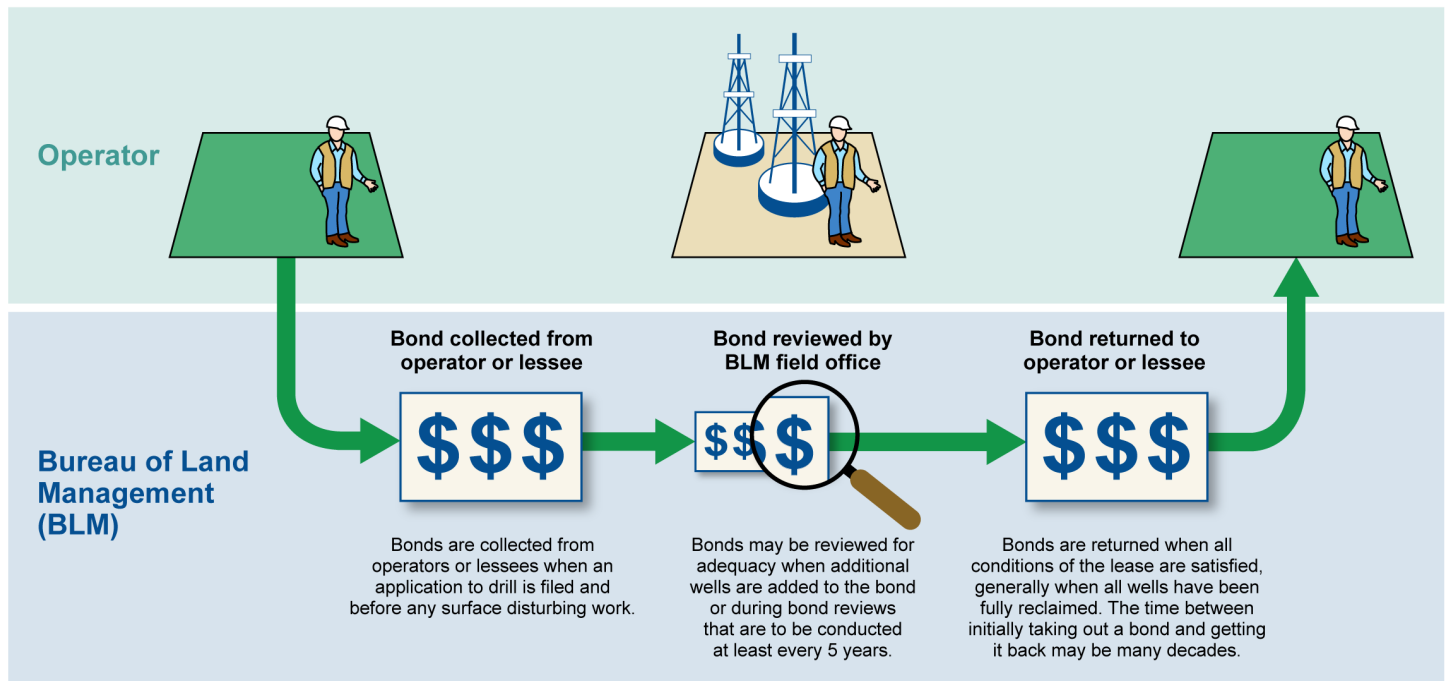 Operator
Bond collected from
operator or lessee
$$$
Bureau of Land
Management
(BLM)
Bonds are collected from
operators or lessees when an
application to drill is filed and
before any surface disturbing work.
Bond reviewed by
BLM field office
$$$
Bonds may be reviewed for
adequacy when additional
wells are added to the bond
or during bond reviews
that are to be conducted
at least every 5 years.
Bond returned to
operator or lessee
$$$
Bonds are returned when all
conditions of the lease are satisfied,
generally when all wells have been
fully reclaimed. The time between
initially taking out a bond and getting
it back may be many decades.